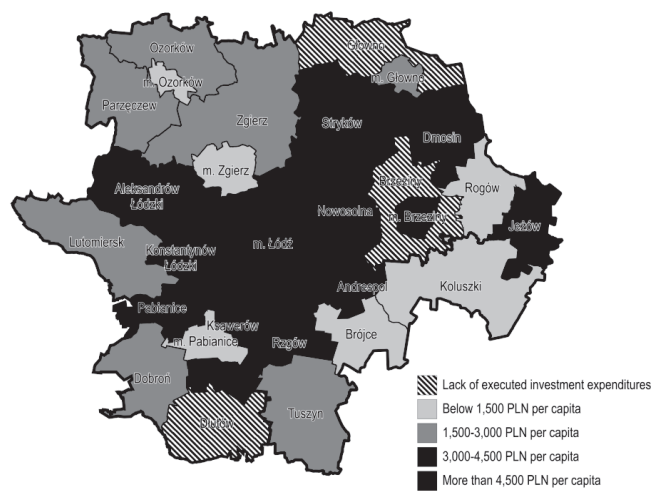 Ozorków
Głowno
m. Ozorków
m. Głowno
Parzęczew
Zgierz
Stryków
Dmosin
m. Zgierz
Brzeziny
Rogów
Aleksandrów
Łódzki
Nowosolna
m. Brzeziny
Jeżów
Lutomiersk
Konstantynów
Łódzki
m. Łódź
Andrespol
Koluszki
Pabianice
Ksawerów
m. Pabianice
Rzgów
Brójce
Dobroń
Tuszyn
Dłutów
Lack of executed investment expenditures
Below 1,500 PLN per capita
1,500-3,000 PLN per capita
3,000-4,500 PLN per capita
More than 4,500 PLN per capita